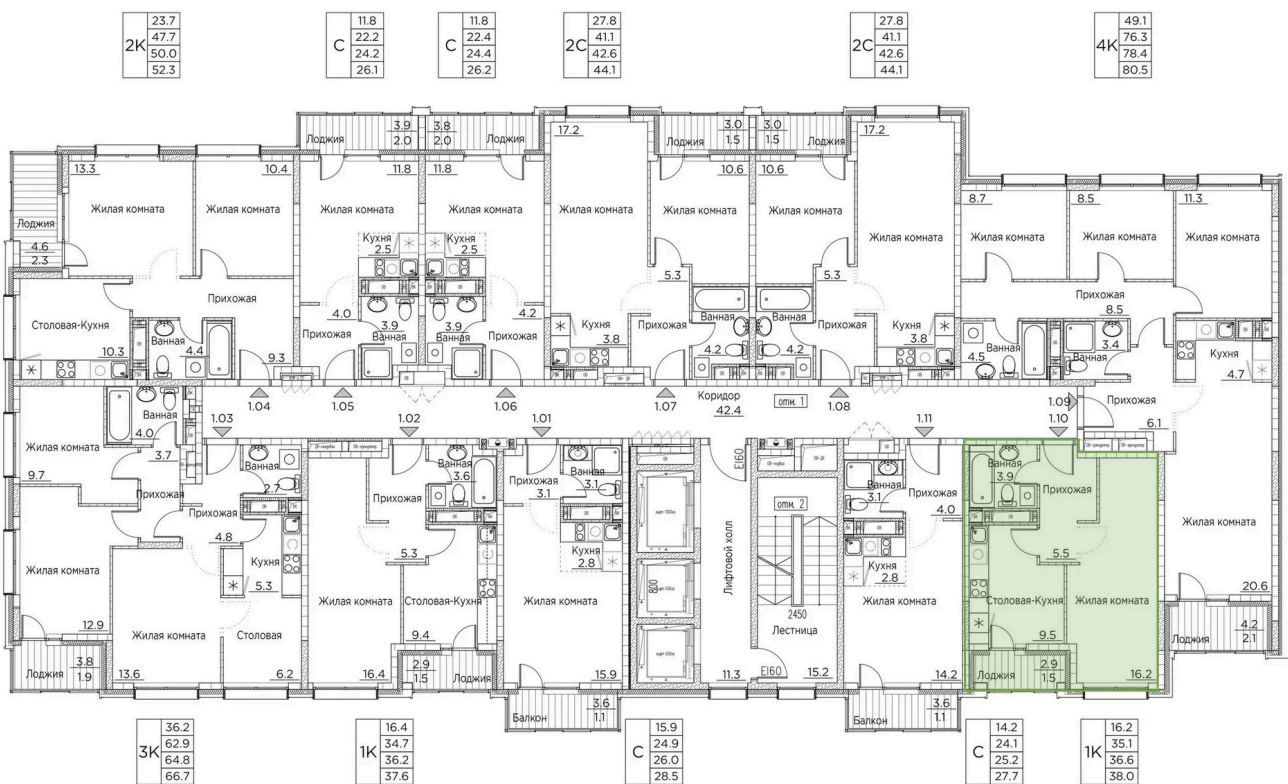 2К
23.7
47.7
50.0
52.3
С
11.8
22.2
24.2
26.1
С
11.8
22.4
24.4
26.2
2С
27.8
41.1
42.6
44.1
2С
27.8
41.1
42.6
44.1
4К
49.1
76.3
78.4
80.5
Лоджия
3.9
2.0
3.8
2.0
Лоджия
17.2
Лоджия
3.0
1.5
3.0
1.5
Лоджия
17.2
13.3
10.4
11.8
11.8
10.6
10.6
8.7
8.5
11.3
Жилая комната
Жилая комната
Жилая комната
Жилая комната
Жилая комната
Жилая комната
Жилая комната
Жилая комната
Жилая комната
Жилая комната
Жилая комната
Лоджия
4.6
2.3
Кухня
2.5
Кухня
2.5
5.3
5.3
Прихожая
Прихожая
8.5
Столовая-Кухня
10.3
Ванная
4.4
9.3
4.0
Прихожая
3.9
3.9
4.2
Прихожая
Кухня
3.8
Прихожая
Ванная
4.2
Ванная
4.2
Прихожая
Кухня
3.8
Ванная
4.5
Ванная
3.4
Кухня
4.7
Прихожая
6.1
1.03
1.04
1.05
1.02
1.06
1.01
1.07
Коридор
42.4
отм. 1
1.08
1.11
1.09
1.10
Ванная
4.0
3.7
Жилая комната
9.7
Прихожая
Ванная
2.7
Прихожая
4.8
Кухня
5.3
Ванная
3.6
Прихожая
5.3
Прихожая
3.1
Ванная
3.1
Кухня
2.8
EI60
Лифтовой холл
11.3
отм. 2
2450
Лестница
15.2
EI60
Ванная
3.1
Прихожая
4.0
Кухня
2.8
Ванная
3.9
Прихожая
5.5
Жилая комната
12.9
Жилая комната
13.6
Столовая
6.2
Жилая комната
16.4
Столовая-Кухня
9.4
Жилая комната
15.9
Жилая комната
14.2
Столовая-Кухня
9.5
Жилая комната
16.2
Жилая комната
20.6
Лоджия
3.8
1.9
2.9
1.5
Лоджия
Балкон
3.6
1.1
Балкон
3.6
1.1
Лоджия
2.9
1.5
Лоджия
4.2
2.1
3К
36.2
62.9
64.8
66.7
1К
16.4
34.7
36.2
37.6
С
15.9
24.9
26.0
28.5
С
14.2
24.1
25.2
27.7
1К
16.2
35.1
36.6
38.0